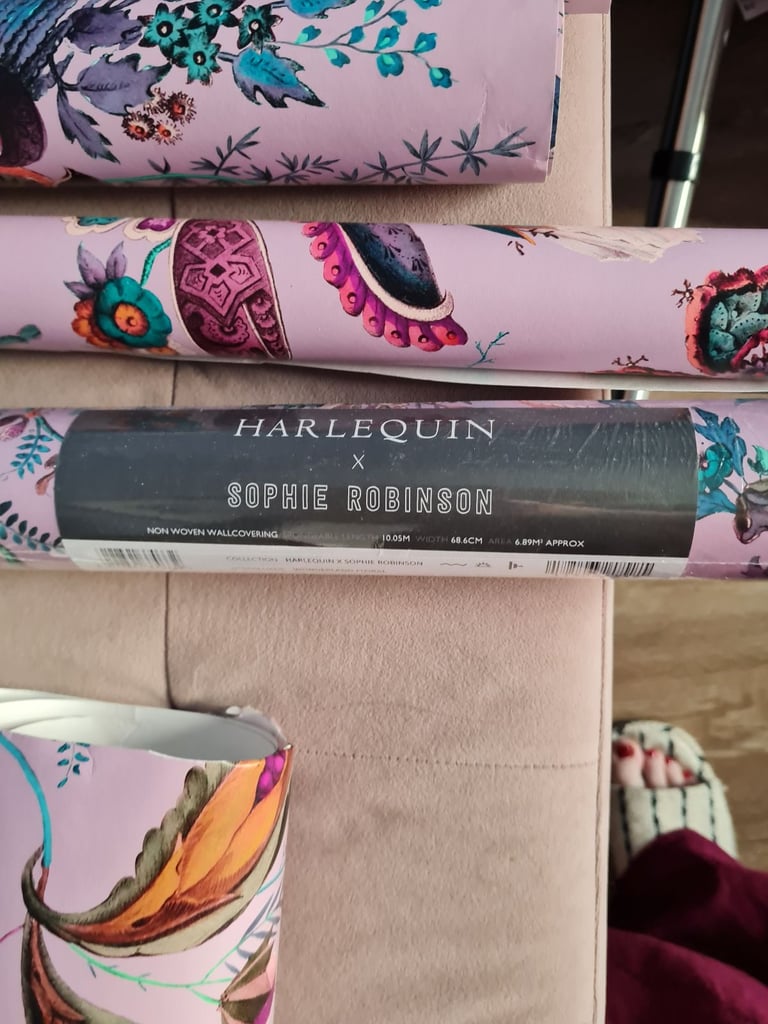 HARLEQUIN
X
SOPHIE ROBINSON
NON WOVEN WALLCOVERING LENGTH 10.05M WIDTH 68.6CM AREA 6.89M² APPROX
COLLECTION HARLEQUIN X SOPHIE ROBINSON